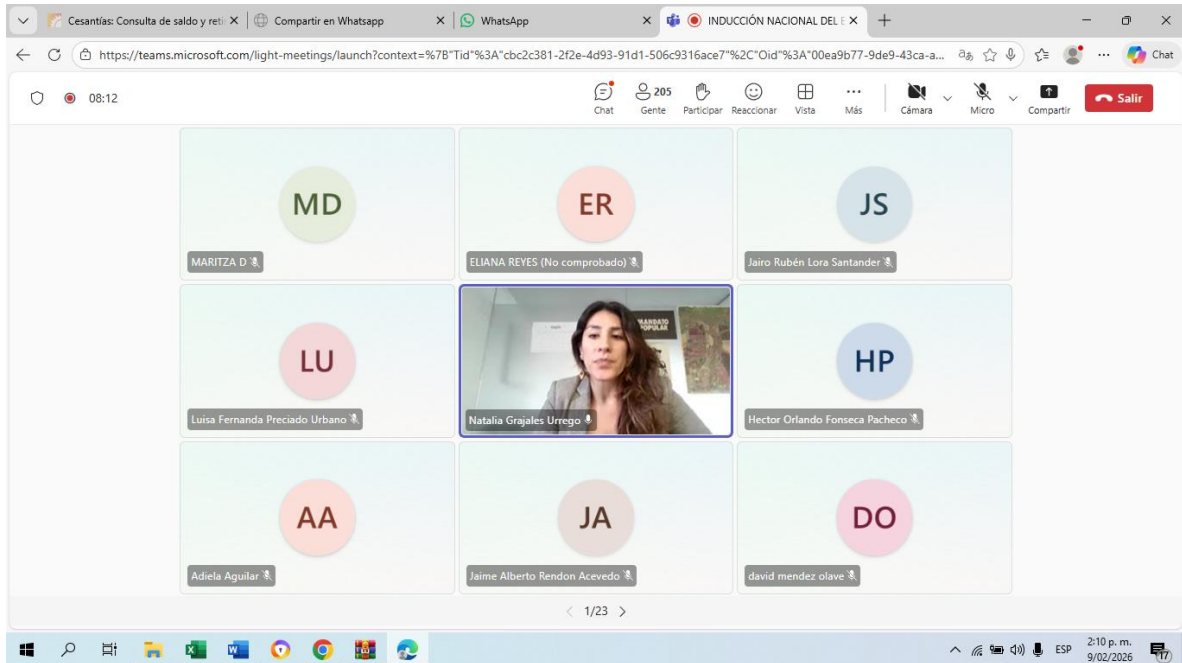 Cesantías: Consulta de saldo y reti
Compartir en Whatsapp
WhatsApp
INDUCCIÓN NACIONAL DEL E
https://teams.microsoft.com/light-meetings/launch?context=%7B"Tid"%3A"cbc2c381-2f2e-4d93-91d1-506c9316ace7"%2C"Oid"%3A"00ea9b77-9de9-43ca-a...
Chat
08:12
Chat
205
Gente
Participar
Reaccionar
Vista
Más
Cámara
Micro
Compartir
Salir
MD
MARITZA D
ER
ELIANA REYES (No comprobado)
JS
Jairo Rubén Lora Santander
LU
Luisa Fernanda Preciado Urbano
MANDATO
POPULAR
Natalia Grajales Urrego
HP
Hector Orlando Fonseca Pacheco
AA
Adiela Aguilar
JA
Jaime Alberto Rendon Acevedo
DO
david mendez olave
1/23
ESP
2:10 p. m.
9/02/2026
17